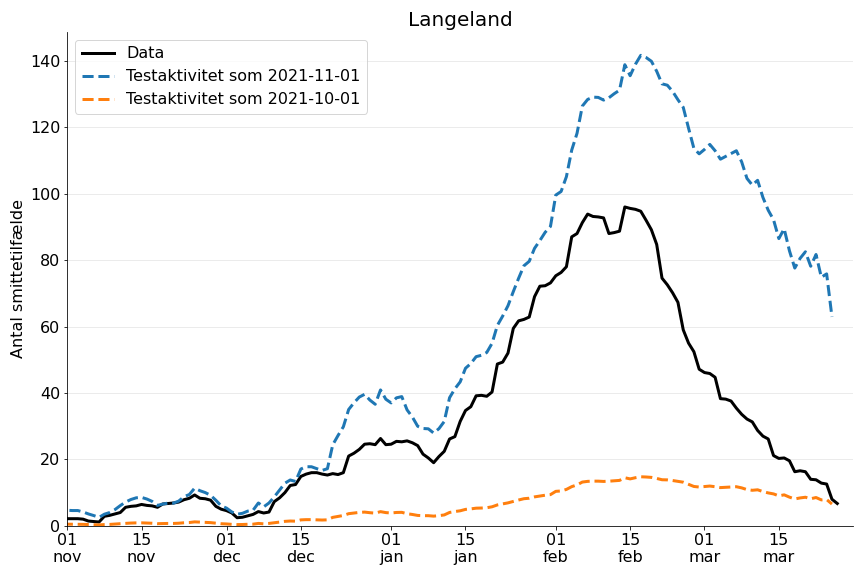 Langeland
Data
Testaktivitet som 2021-11-01
Testaktivitet som 2021-10-01
Antal smittetilfælde
140
120
100
80
60
40
20
0
01 15 01 15 01 15 01 15 01 15
nov nov dec dec jan jan feb feb mar mar